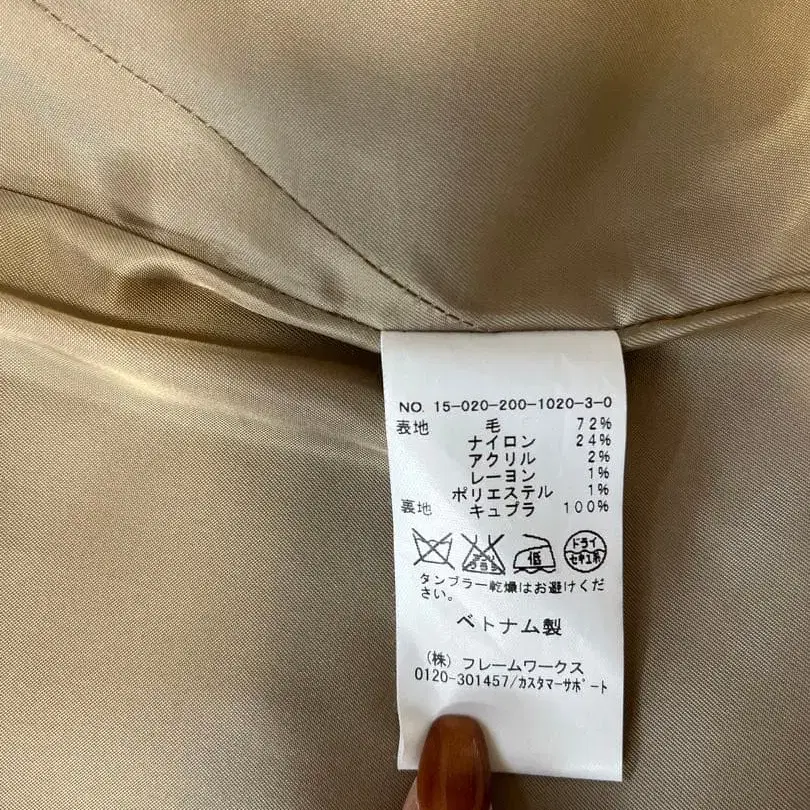 NO. 15-020-200-1020-3-0
表地 毛 72%
ナイロン 24%
アクリル 2%
レーヨン 1%
ポリエステル 1%
裏地 キュプラ 100%
低
ドライ
セキユ系
タンブラー乾燥はお避けくだ
さい。
ベトナム製
(株) フレームワークス
0120-301457/カスタマーサポート